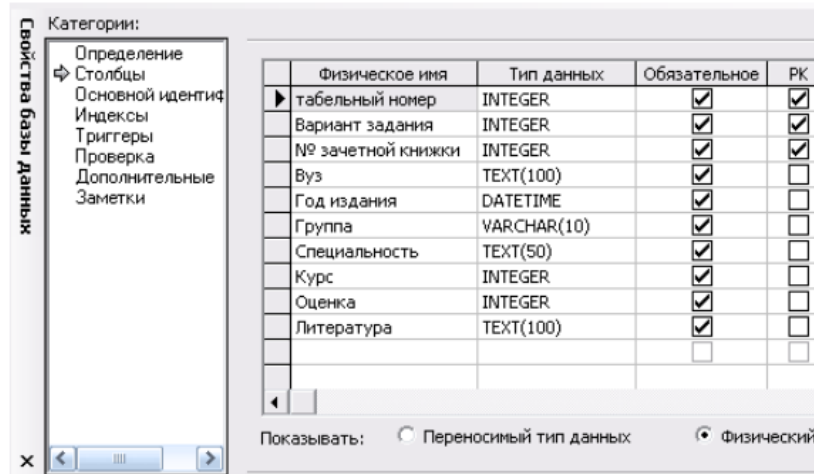 Свойства базы данных
Категории:
Определение
Столбцы
Основной идентиф
Индексы
Триггеры
Проверка
Дополнительные
Заметки
Физическое имя Тип данных Обязательное PK
табельный номер INTEGER
Вариант задания INTEGER
№ зачетной книжки INTEGER
Вуз TEXT(100)
Год издания DATETIME
Группа VARCHAR(10)
Специальность TEXT(50)
Курс INTEGER
Оценка INTEGER
Литература TEXT(100)
Показывать: Переносимый тип данных Физический